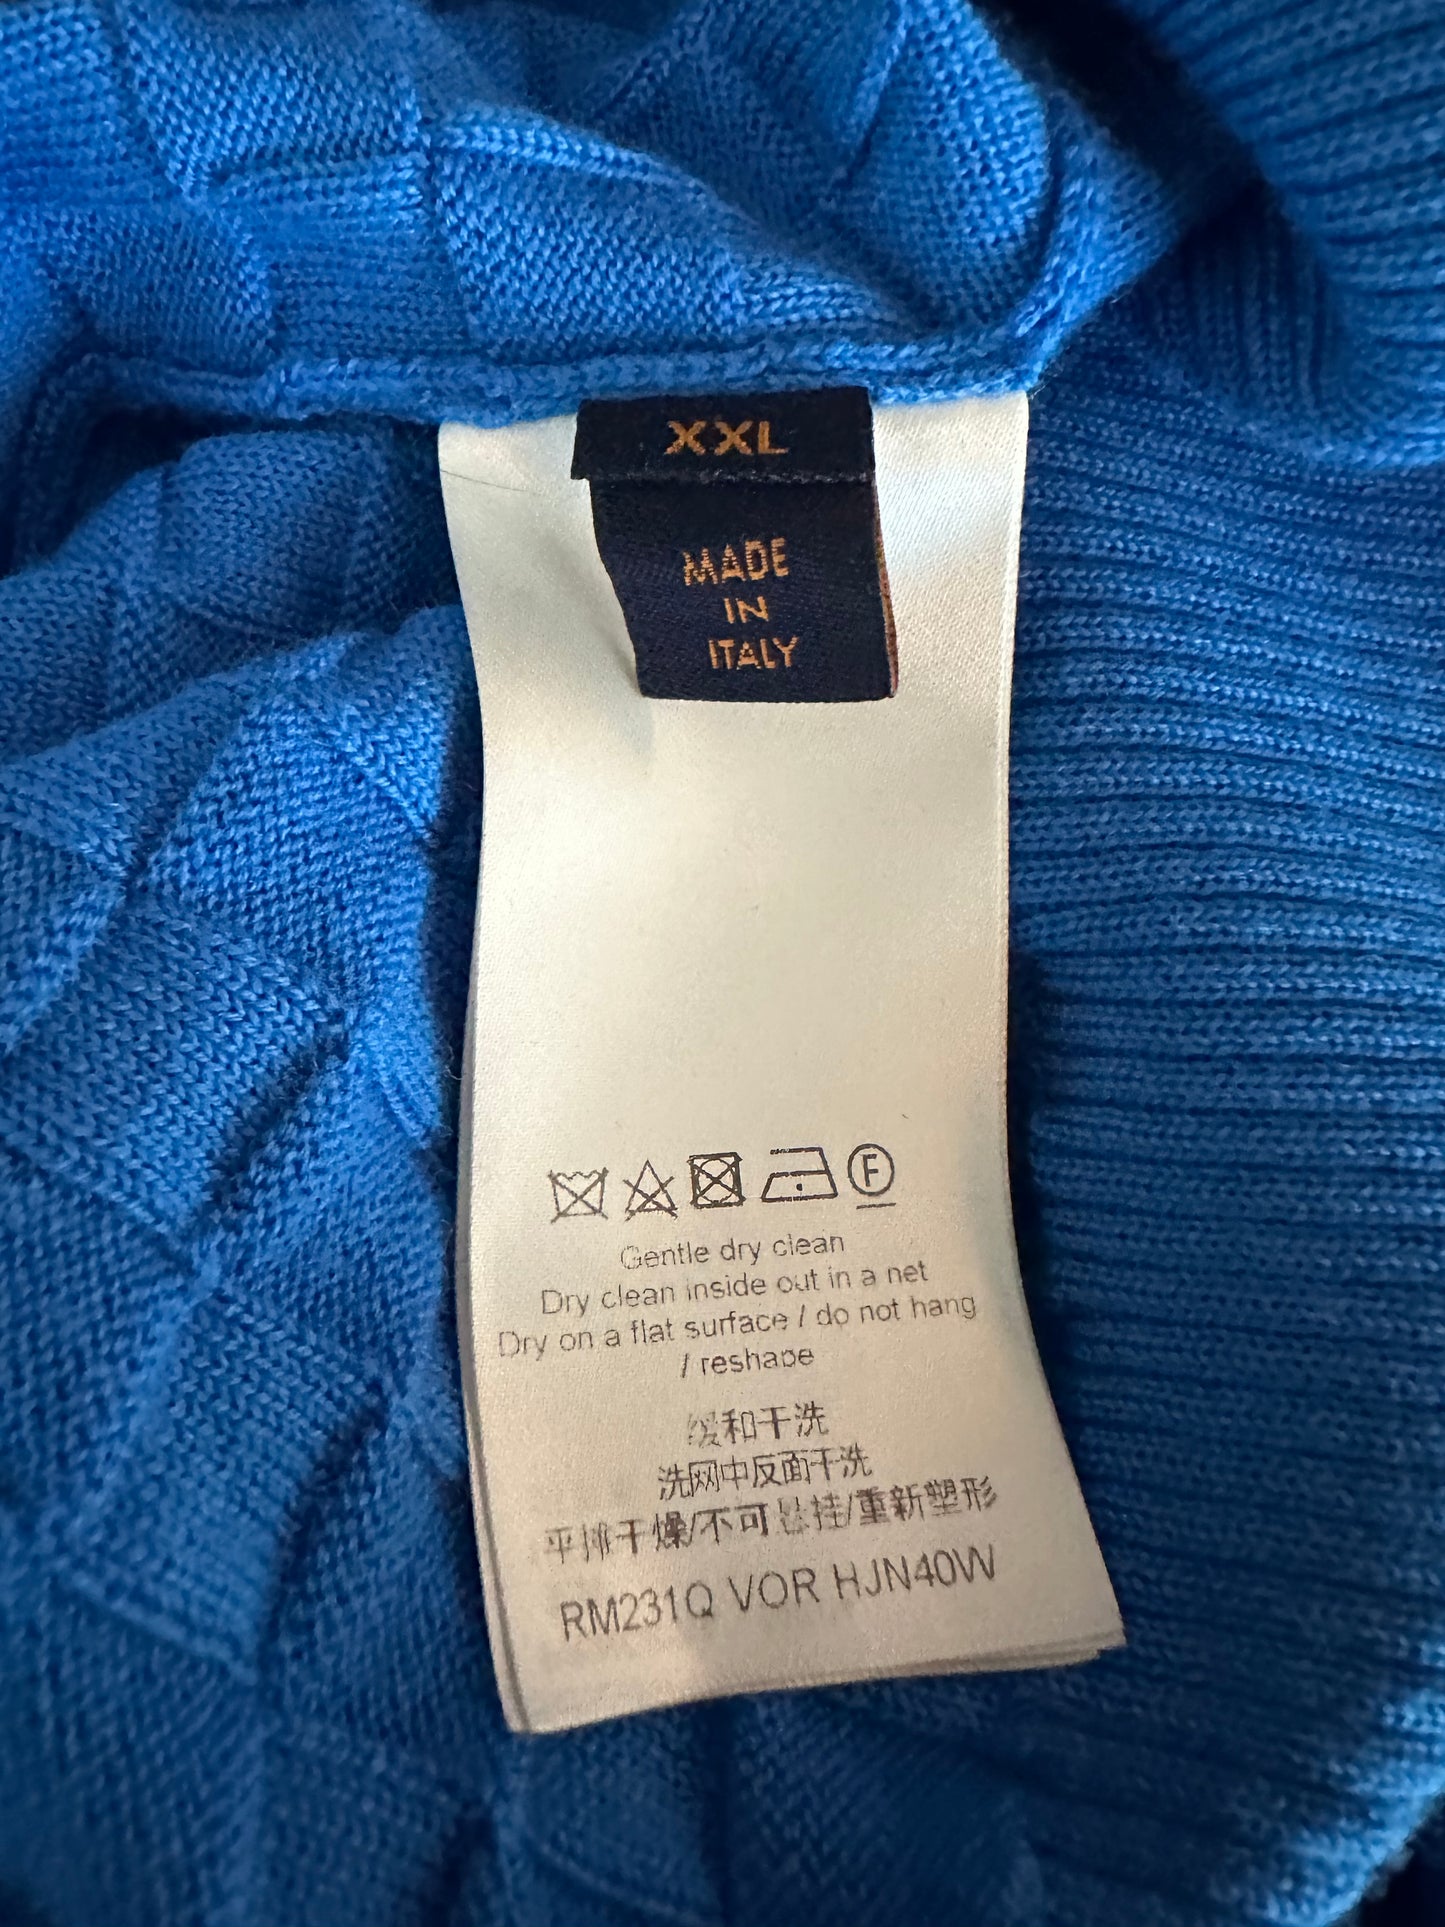 XXL
MADE
IN
ITALY
F
Gentle dry clean
Dry clean inside out in a net
Dry on a flat surface / do not hang
/ reshape
缓和干洗
洗网中反面干洗
平排干燥/不可悬挂/重新塑形
RM231Q VOR HJN40W